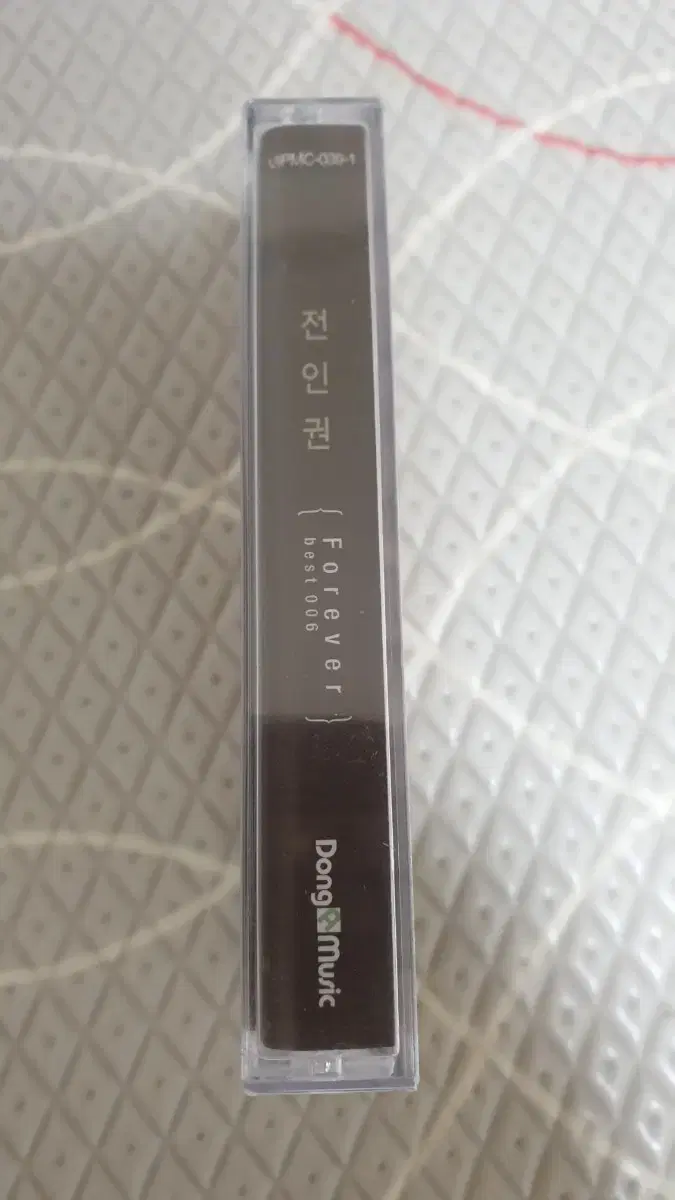 전인권
{ Forever }
best 006
Dong Music